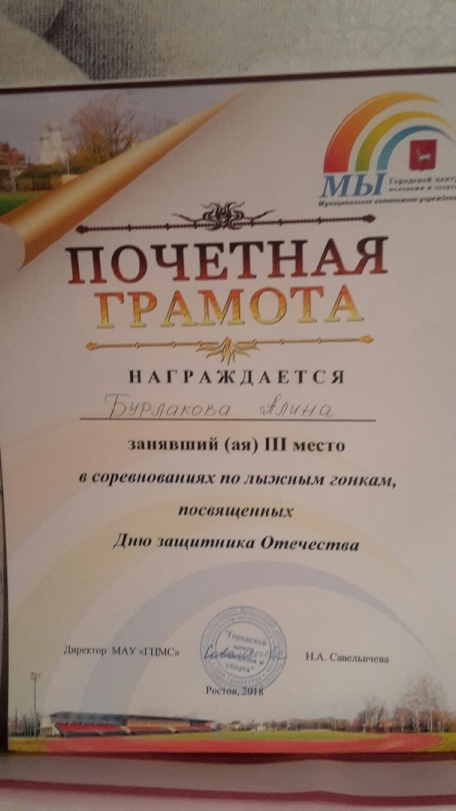 МЫ
Городской центр
молодежи и спорта
Муниципальное автономное учреждение
ПОЧЕТНАЯ
ГРАМОТА
НАГРАЖДАЕТСЯ
Бурлакова Алина
занявший (ая) III место
в соревнованиях по лыжным гонкам,
посвященных
Дню защитника Отечества
"Городской
центр
спорта"
Директор МАУ «ГЦМС»
Н.А. Савельичева
Ростов, 2018